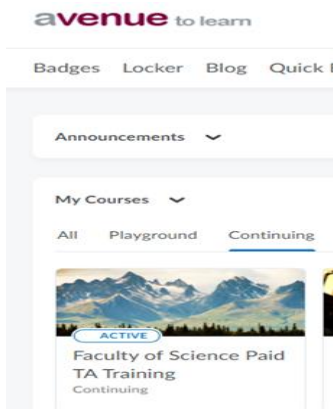 avenue to learn
Badges Locker Blog Quick
Announcements
My Courses
All Playground Continuing
ACTIVE
Faculty of Science Paid
TA Training
Continuing